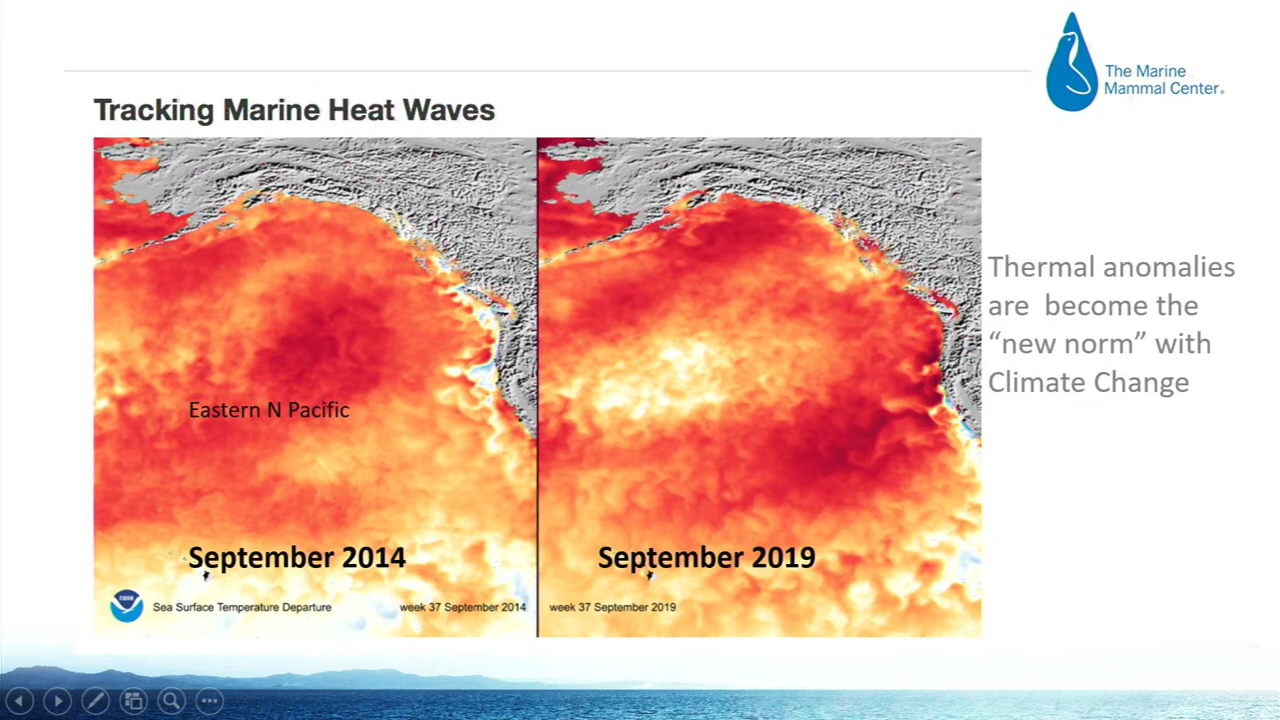 The Marine
Mammal Center®
Tracking Marine Heat Waves
Thermal anomalies
are  become the
“new norm” with
Climate Change
Eastern N Pacific
September 2014
September 2019
NOAA
Sea Surface Temperature Departure
week 37 September 2014
week 37 September 2019